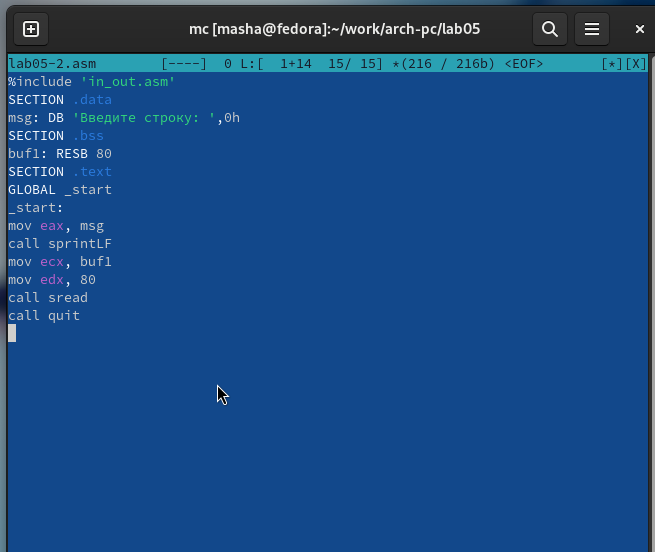 mc [masha@fedora]:~/work/arch-pc/lab05
lab05-2.asm [----] 0 L:[ 1+14 15/ 15] *(216 / 216b) <EOF> [*][X]
%include 'in_out.asm'
SECTION .data
msg: DB 'Введите строку: ',0h
SECTION .bss
buf1: RESB 80
SECTION .text
GLOBAL _start
_start:
mov eax, msg
call sprintLF
mov ecx, buf1
mov edx, 80
call sread
call quit